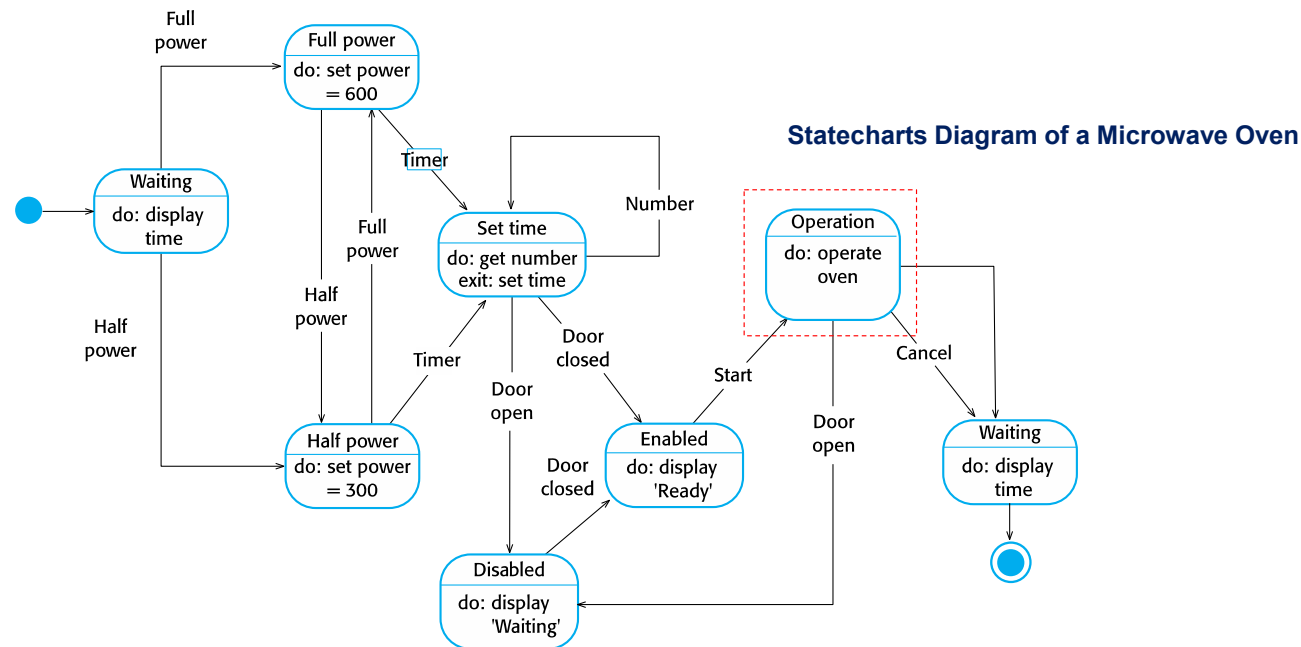 Full
power
Full power
do: set power
= 600
Statecharts Diagram of a Microwave Oven
Timer
Waiting
do: display
time
Number
Full
power
Set time
do: get number
exit: set time
Operation
do: operate
oven
Half
power
Half
power
Timer
Door
closed
Door
open
Start
Cancel
Door
open
Half power
do: set power
= 300
Door
closed
Enabled
do: display
'Ready'
Waiting
do: display
time
Disabled
do: display
'Waiting'